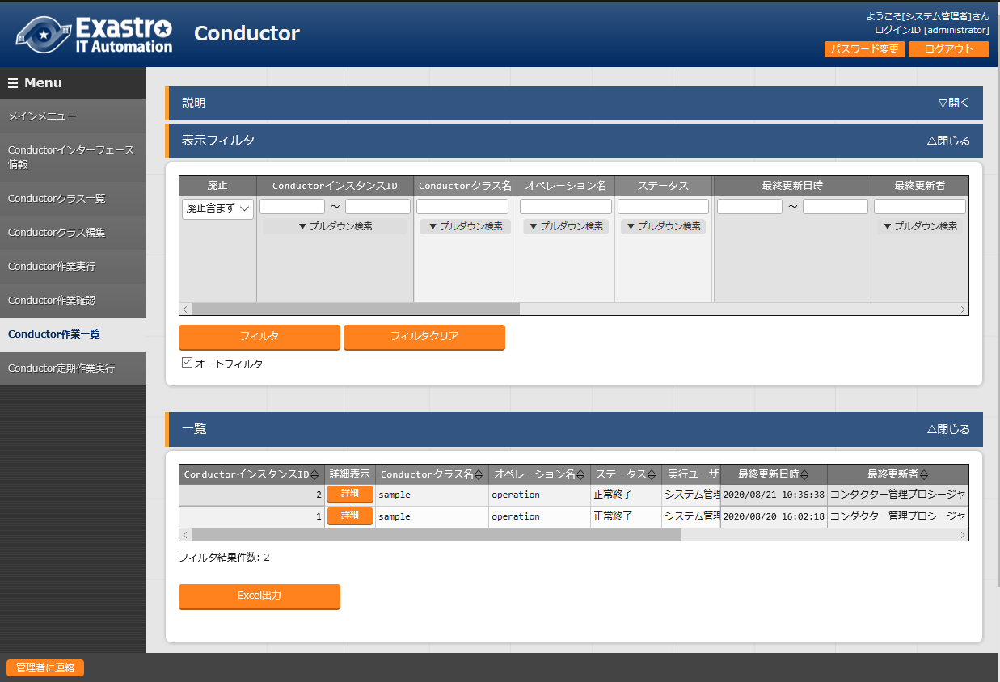 Exastro
IT Automation
Conductor
ようこそ[システム管理者]さん
ログインID [administrator]
パスワード変更 ログアウト
Menu
メインメニュー
Conductorインターフェース
情報
Conductorクラス一覧
Conductorクラス編集
Conductor作業実行
Conductor作業確認
Conductor作業一覧
Conductor定期作業実行
説明 ▽開く
表示フィルタ △閉じる
廃止 ConductorインスタンスID Conductorクラス名 オペレーション名 ステータス 最終更新日時 最終更新者
廃止含まず ～ ～
▼プルダウン検索 ▼プルダウン検索 ▼プルダウン検索 ▼プルダウン検索 ▼プルダウン検索
フィルタ フィルタクリア
オートフィルタ
一覧 △閉じる
ConductorインスタンスID 詳細表示 Conductorクラス名 オペレーション名 ステータス 実行ユーザ 最終更新日時 最終更新者
2 詳細 sample operation 正常終了 システム管理 2020/08/21 10:36:38 コンダクター管理プロシージャ
1 詳細 sample operation 正常終了 システム管理 2020/08/20 16:02:18 コンダクター管理プロシージャ
フィルタ結果件数: 2
Excel出力
管理者に連絡